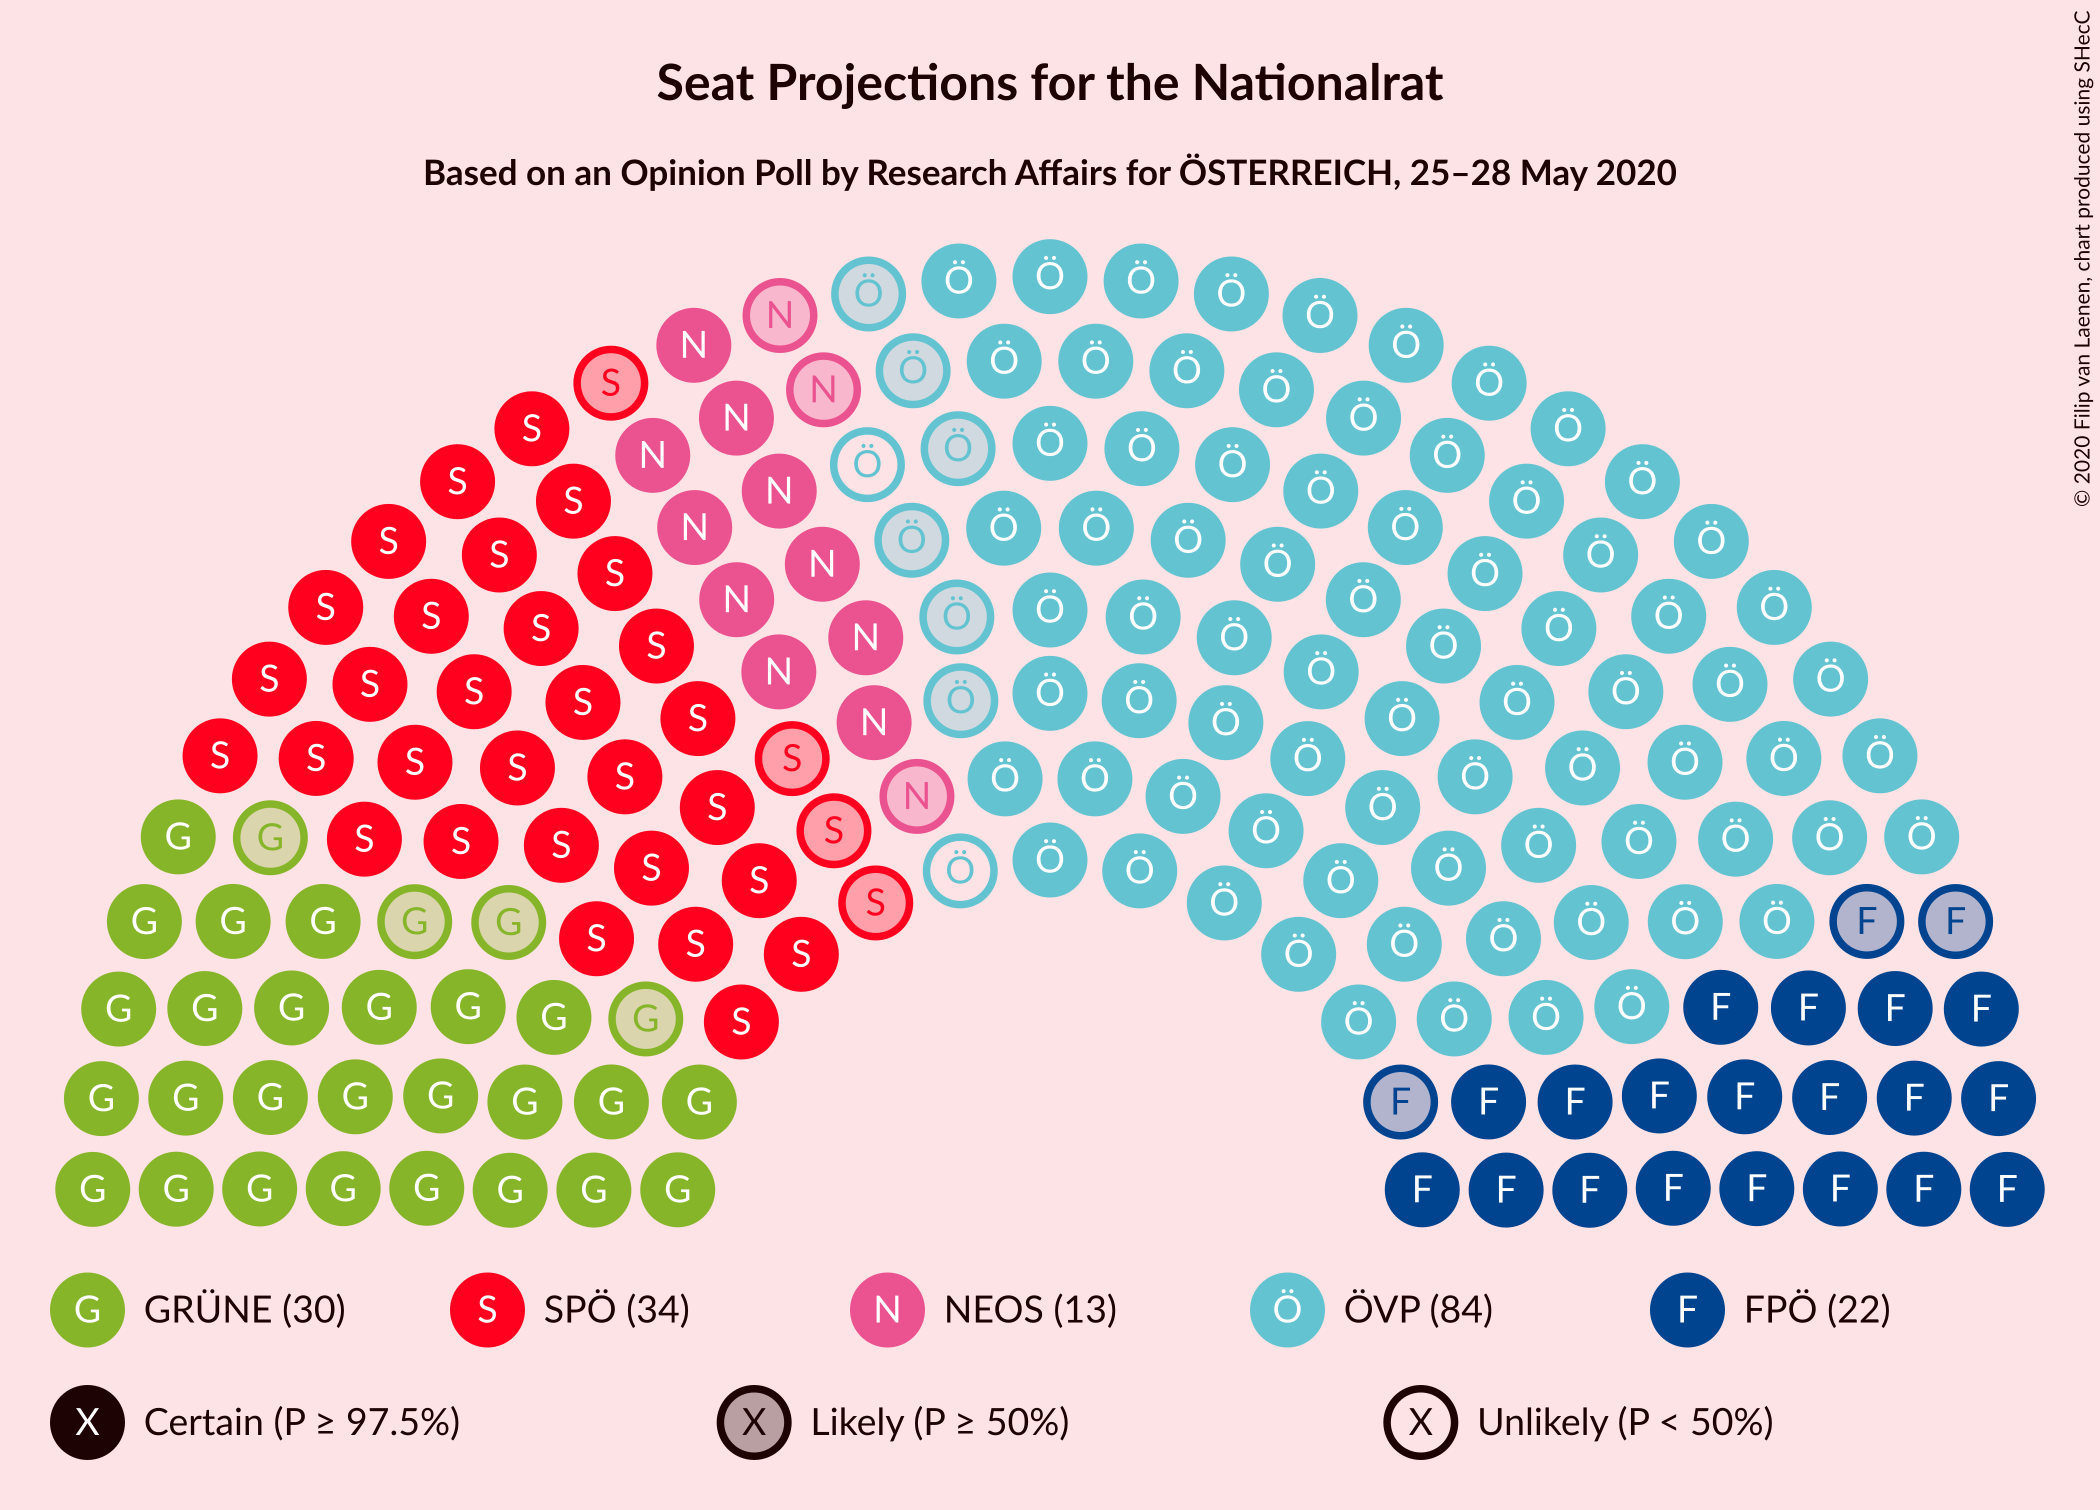 Seat Projections for the Nationalrat
Based on an Opinion Poll by Research Affairs for ÖSTERREICH, 25–28 May 2020
© 2020 Filip van Laenen, chart produced using SHecC
G GRÜNE (30) S SPÖ (34) N NEOS (13) Ö ÖVP (84) F FPÖ (22)
X Certain (P ≥ 97.5%) X Likely (P ≥ 50%) X Unlikely (P < 50%)